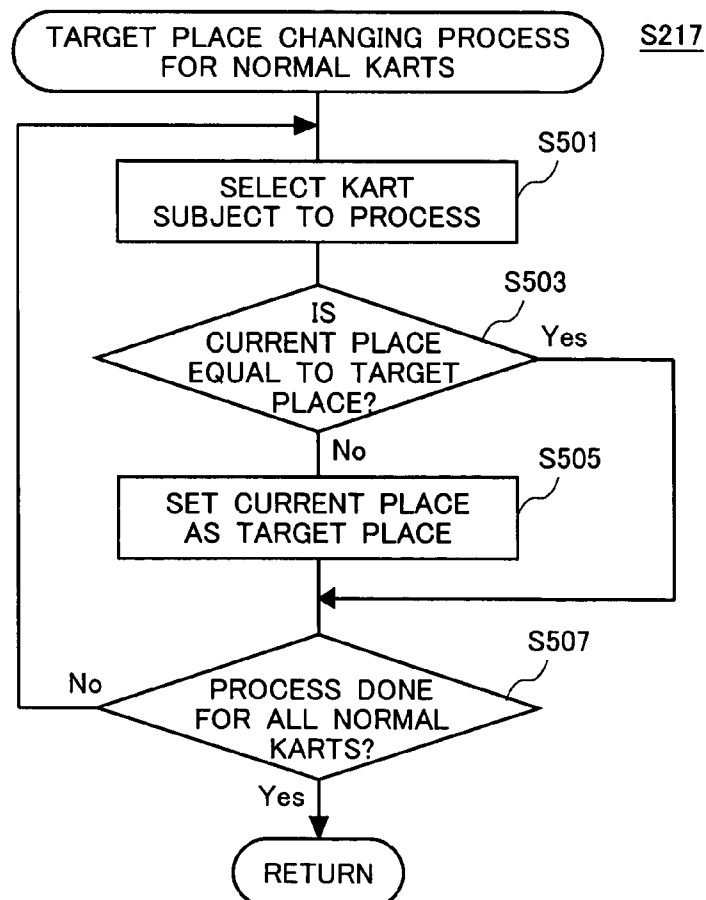 TARGET PLACE CHANGING PROCESS
FOR NORMAL KARTS
S217
S501
SELECT KART
SUBJECT TO PROCESS
S503
IS
CURRENT PLACE
EQUAL TO TARGET
PLACE?
Yes
No
S505
SET CURRENT PLACE
AS TARGET PLACE
S507
No
PROCESS DONE
FOR ALL NORMAL
KARTS?
Yes
RETURN